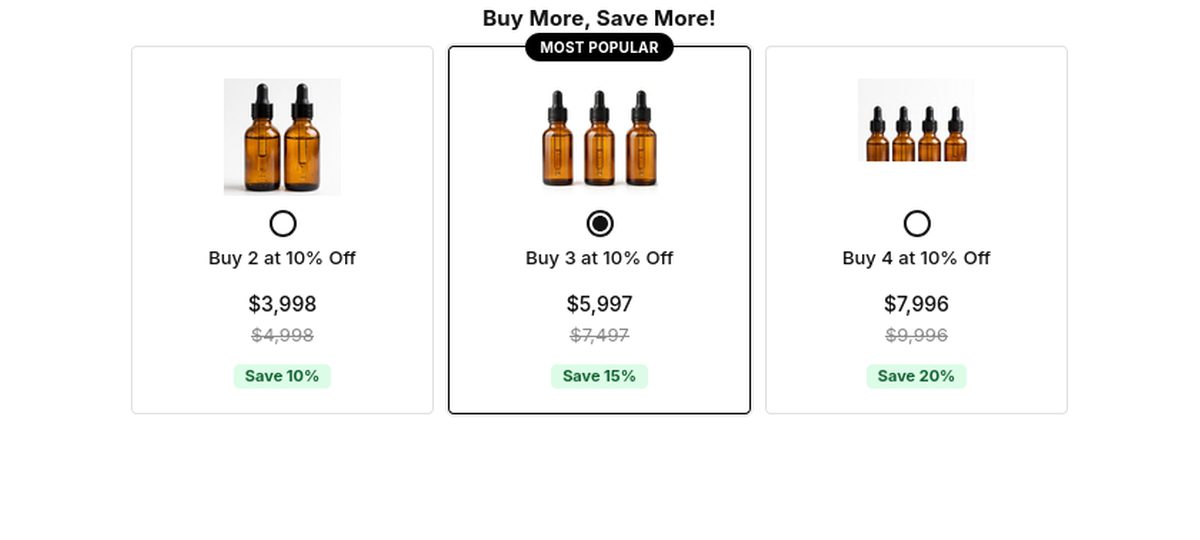 Buy More, Save More!
MOST POPULAR
Buy 2 at 10% Off
$3,998
$4,998
Save 10%
Buy 3 at 10% Off
$5,997
$7,497
Save 15%
Buy 4 at 10% Off
$7,996
$9,996
Save 20%